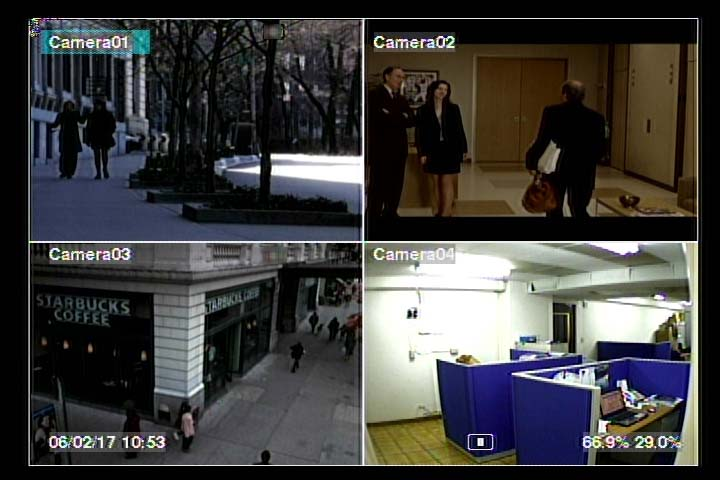 Camera01
Camera02
Camera03
Camera04
STARBUCKS
COFFEE
STARBUCKS COFFEE
06/02/17 10:53
66.9% 29.0%